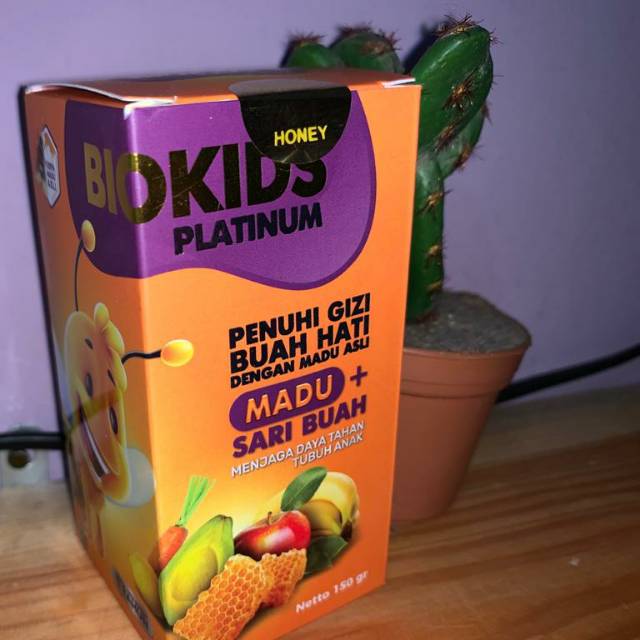 HONEY
BIOKIDS
PLATINUM
PENUHI GIZI
BUAH HATI
DENGAN MADU ASLI
MADU +
SARI BUAH
MENJAGA DAYA TAHAN
TUBUH ANAK
Netto 150 gr